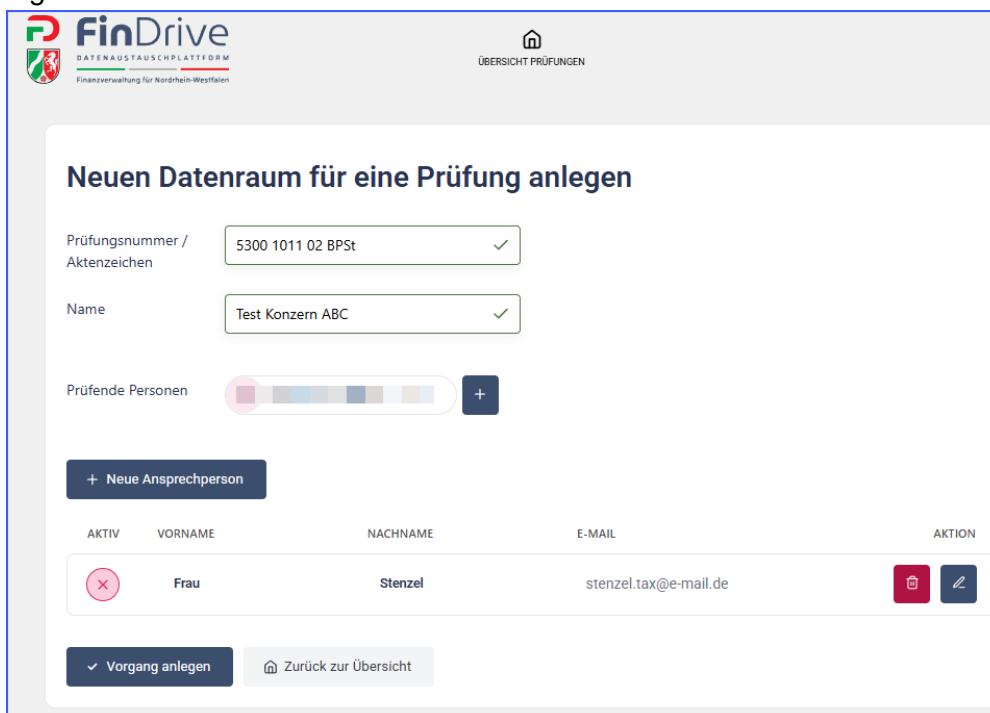 FinDrive
DATENAUSTAUSCHPLATTFORM
Finanzverwaltung für Nordrhein-Westfalen
ÜBERSICHT PRÜFUNGEN
Neuen Datenraum für eine Prüfung anlegen
Prüfungsnummer /
Aktenzeichen
5300 1011 02 BPSt
Name
Test Konzern ABC
Prüfende Personen
+
+ Neue Ansprechperson
AKTIV VORNAME NACHNAME E-MAIL AKTION
Frau Stenzel stenzel.tax@e-mail.de
Vorgang anlegen Zurück zur Übersicht